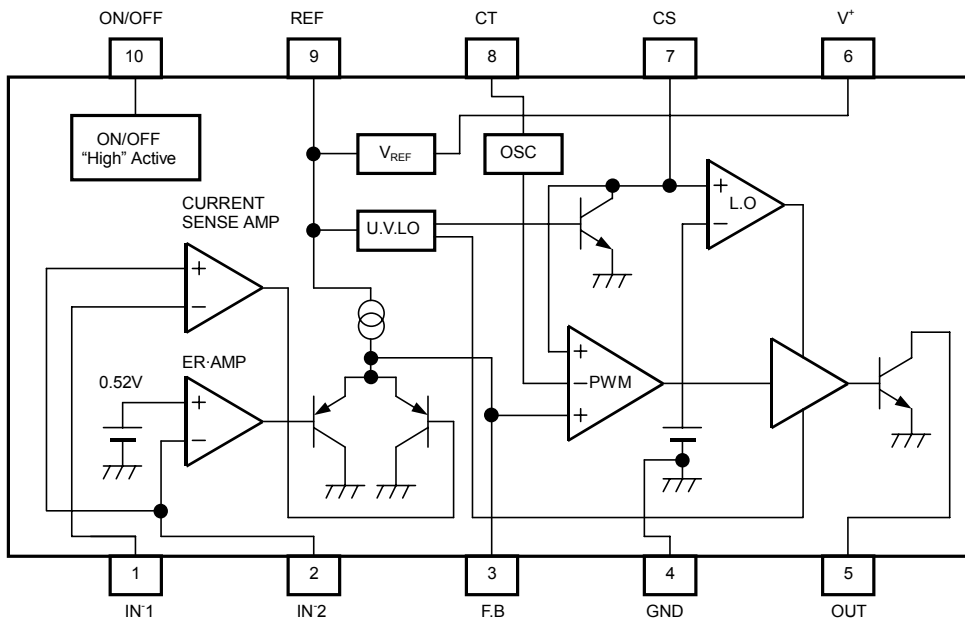 ON/OFF REF CT CS V⁺
10 9 8 7 6
ON/OFF
"High" Active
VREF
OSC
CURRENT
SENSE AMP
U.V.LO
+
−
L.O
+
−
ER·AMP
0.52V
+
−
+
− PWM
+
1 2 3 4 5
IN⁻1 IN⁻2 F.B GND OUT